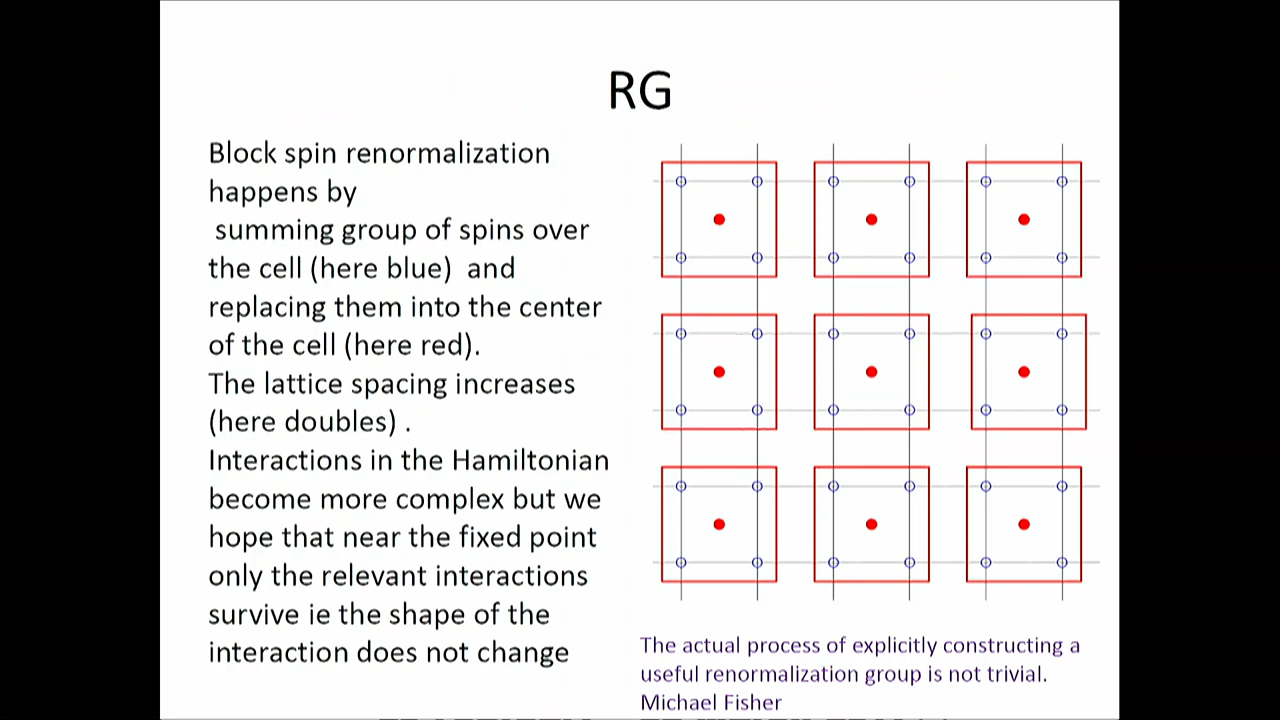 RG
Block spin renormalization
happens by
summing group of spins over
the cell (here blue) and
replacing them into the center
of the cell (here red).
The lattice spacing increases
(here doubles) .
Interactions in the Hamiltonian
become more complex but we
hope that near the fixed point
only the relevant interactions
survive ie the shape of the
interaction does not change
The actual process of explicitly constructing a
useful renormalization group is not trivial.
Michael Fisher